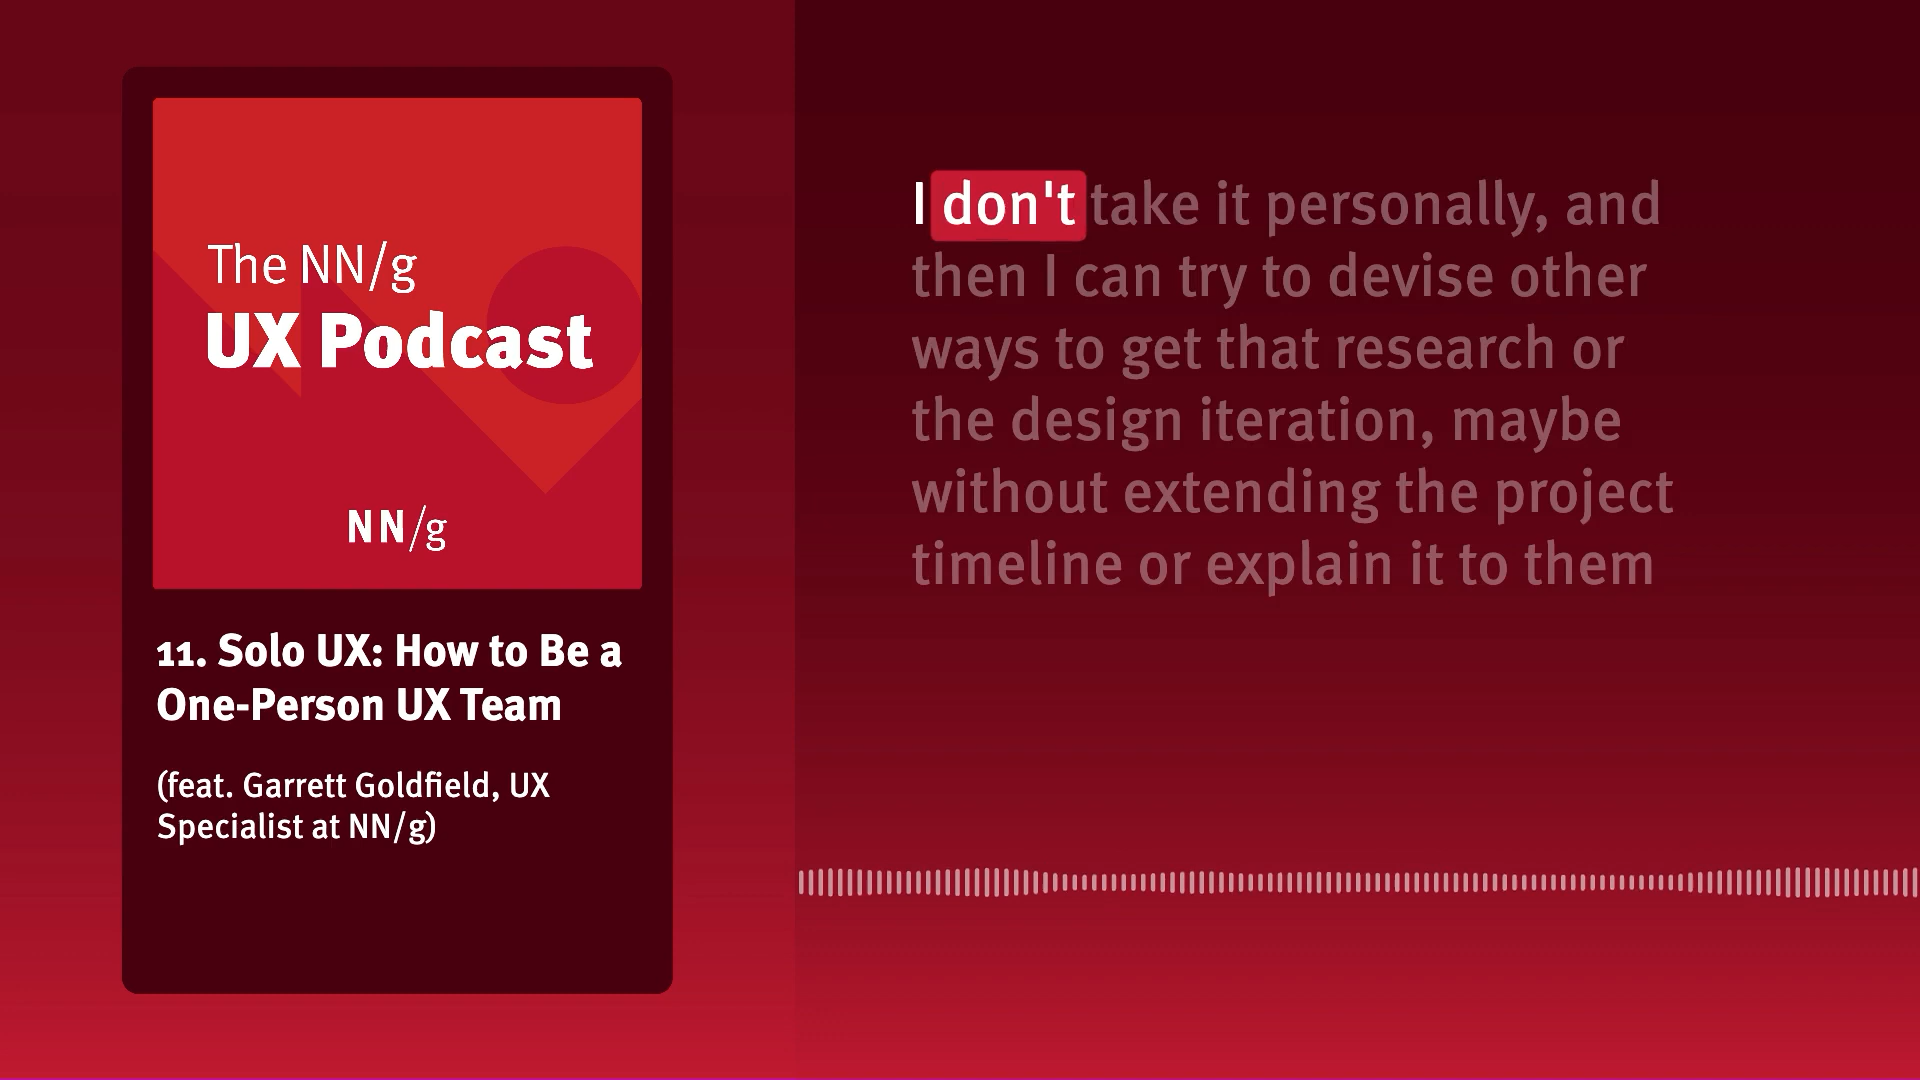 The NN/g
UX Podcast
NN/g
11. Solo UX: How to Be a
One-Person UX Team
(feat. Garrett Goldfield, UX
Specialist at NN/g)
I don't take it personally, and
then I can try to devise other
ways to get that research or
the design iteration, maybe
without extending the project
timeline or explain it to them